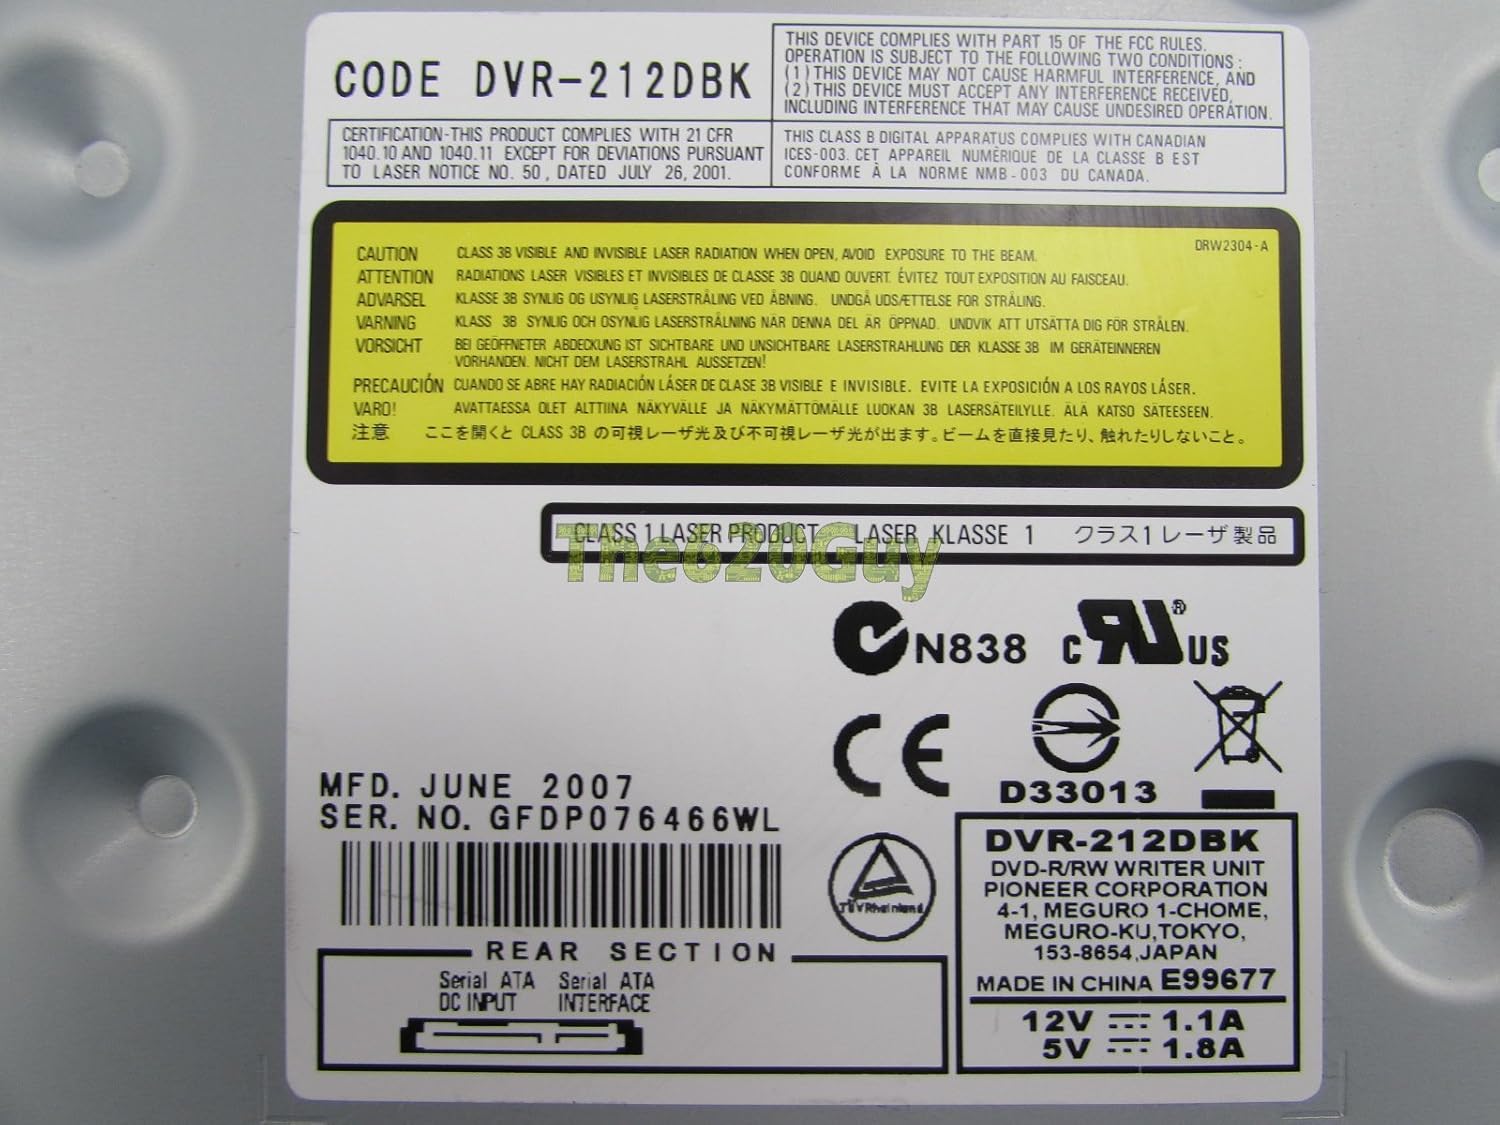 CODE DVR-212DBK
THIS DEVICE COMPLIES WITH PART 15 OF THE FCC RULES.
OPERATION IS SUBJECT TO THE FOLLOWING TWO CONDITIONS :
(1) THIS DEVICE MAY NOT CAUSE HARMFUL INTERFERENCE, AND
(2) THIS DEVICE MUST ACCEPT ANY INTERFERENCE RECEIVED,
INCLUDING INTERFERENCE THAT MAY CAUSE UNDESIRED OPERATION.
CERTIFICATION-THIS PRODUCT COMPLIES WITH 21 CFR
1040.10 AND 1040.11 EXCEPT FOR DEVIATIONS PURSUANT
TO LASER NOTICE NO. 50, DATED JULY 26, 2001.
THIS CLASS B DIGITAL APPARATUS COMPLIES WITH CANADIAN
ICES-003. CET APPAREIL NUMÉRIQUE DE LA CLASSE B EST
CONFORME À LA NORME NMB-003 DU CANADA.
DRW2304-A
CAUTION CLASS 3B VISIBLE AND INVISIBLE LASER RADIATION WHEN OPEN, AVOID EXPOSURE TO THE BEAM.
ATTENTION RADIATIONS LASER VISIBLES ET INVISIBLES DE CLASSE 3B QUAND OUVERT. ÉVITEZ TOUT EXPOSITION AU FAISCEAU.
ADVARSEL KLASSE 3B SYNLIG OG USYNLIG LASERSTRÅLING VED ÅBNING. UNDGÅ UDSÆTTELSE FOR STRÅLING.
VARNING KLASS 3B SYNLIG OCH OSYNLIG LASERSTRÅLNING NÄR DENNA DEL ÄR ÖPPNAD. UNDVIK ATT UTSÄTTA DIG FÖR STRÅLEN.
VORSICHT BEI GEÖFFNETER ABDECKUNG IST SICHTBARE UND UNSICHTBARE LASERSTRAHLUNG DER KLASSE 3B IM GERÄTEINNEREN
VORHANDEN. NICHT DEM LASERSTRAHL AUSSETZEN!
PRECAUCIÓN CUANDO SE ABRE HAY RADIACIÓN LÁSER DE CLASE 3B VISIBLE E INVISIBLE. EVITE LA EXPOSICIÓN A LOS RAYOS LÁSER.
VARO! AVATTAESSA OLET ALTTIINA NÄKYVÄLLE JA NÄKYMÄTTÖMÄLLE LUOKAN 3B LASERSÄTEILYLLE. ÄLÄ KATSO SÄTEESEEN.
注意 ここを開くと CLASS 3B の可視レーザ光及び不可視レーザ光が出ます。ビームを直接見たり、触れたりしないこと。
CLASS 1 LASER PRODUCT LASER KLASSE 1 クラス1レーザ製品
The620Guy
N838 C RU ® US
CE
D33013
MFD. JUNE 2007
SER. NO. GFDP076466WL
TÜVRheinland
REAR SECTION
Serial ATA Serial ATA
DC INPUT INTERFACE
DVR-212DBK
DVD-R/RW WRITER UNIT
PIONEER CORPORATION
4-1, MEGURO 1-CHOME,
MEGURO-KU,TOKYO,
153-8654,JAPAN
MADE IN CHINA E99677
12V 1.1A
5V 1.8A